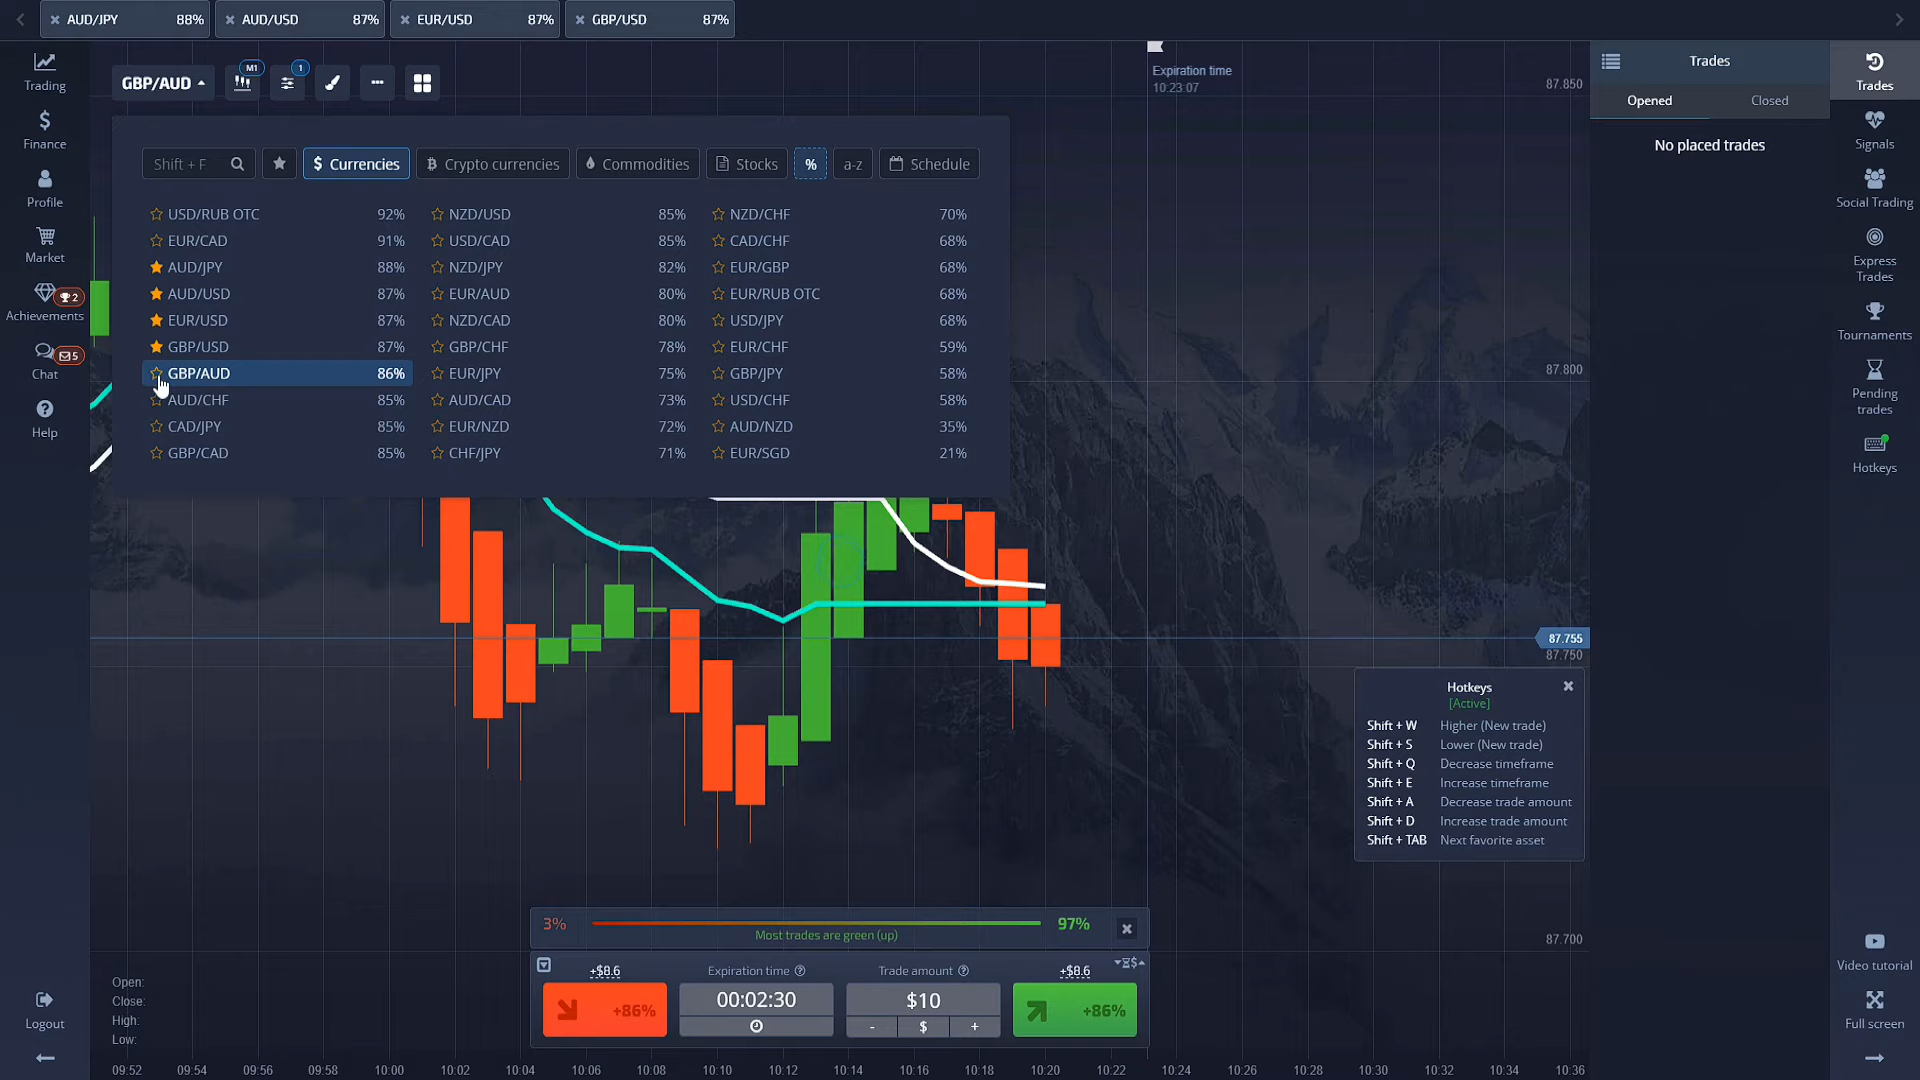 AUD/JPY 88% AUD/USD 87% EUR/USD 87% GBP/USD 87%
Trading
Finance
Profile
Market
Achievements 2
Chat 5
Help
Logout
GBP/AUD M1 1
Shift + F $ Currencies Crypto currencies Commodities Stocks % a-z Schedule
USD/RUB OTC 92% NZD/USD 85% NZD/CHF 70%
EUR/CAD 91% USD/CAD 85% CAD/CHF 68%
AUD/JPY 88% NZD/JPY 82% EUR/GBP 68%
AUD/USD 87% EUR/AUD 80% EUR/RUB OTC 68%
EUR/USD 87% NZD/CAD 80% USD/JPY 68%
GBP/USD 87% GBP/CHF 78% EUR/CHF 59%
GBP/AUD 86% EUR/JPY 75% GBP/JPY 58%
AUD/CHF 85% AUD/CAD 73% USD/CHF 58%
CAD/JPY 85% EUR/NZD 72% AUD/NZD 35%
GBP/CAD 85% CHF/JPY 71% EUR/SGD 21%
Expiration time
10:23:07
87.850
87.800
87.755
87.750
87.700
Hotkeys
[Active]
Shift + W Higher (New trade)
Shift + S Lower (New trade)
Shift + Q Decrease timeframe
Shift + E Increase timeframe
Shift + A Decrease trade amount
Shift + D Increase trade amount
Shift + TAB Next favorite asset
3% 97%
Most trades are green (up)
+$8.6 Expiration time Trade amount +$8.6
+86% 00:02:30 $10 +86%
- $ +
Open:
Close:
High:
Low:
09:52 09:54 09:56 09:58 10:00 10:02 10:04 10:06 10:08 10:10 10:12 10:14 10:16 10:18 10:20 10:22 10:24 10:26 10:28 10:30 10:32 10:34 10:36
Trades
Opened Closed
No placed trades
Trades
Signals
Social Trading
Express
Trades
Tournaments
Pending
trades
Hotkeys
Video tutorial
Full screen